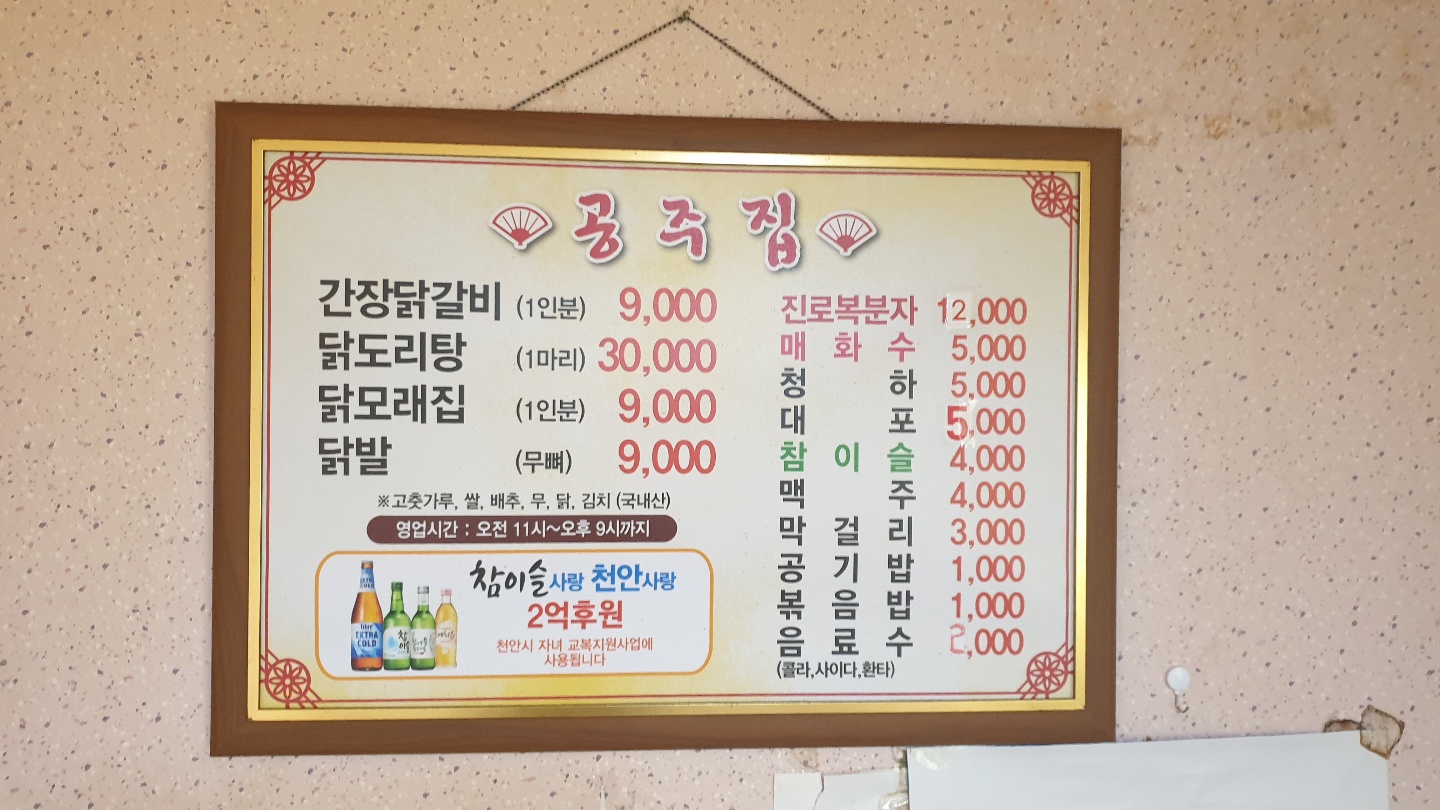 공주집
간장닭갈비 (1인분) 9,000
닭도리탕 (1마리) 30,000
닭모래집 (1인분) 9,000
닭발 (무뼈) 9,000
※고춧가루, 쌀, 배추, 무, 닭, 김치 (국내산)
영업시간 : 오전 11시~오후 9시까지
참이슬사랑 천안사랑
2억후원
천안시 자녀 교복지원사업에
사용됩니다
EXTRA
COLD
진로복분자 12,000
매화수 5,000
청하 5,000
대포 5,000
참이슬 4,000
맥주 4,000
막걸리 3,000
공기밥 1,000
볶음밥 1,000
음료수 2,000
(콜라,사이다,환타)